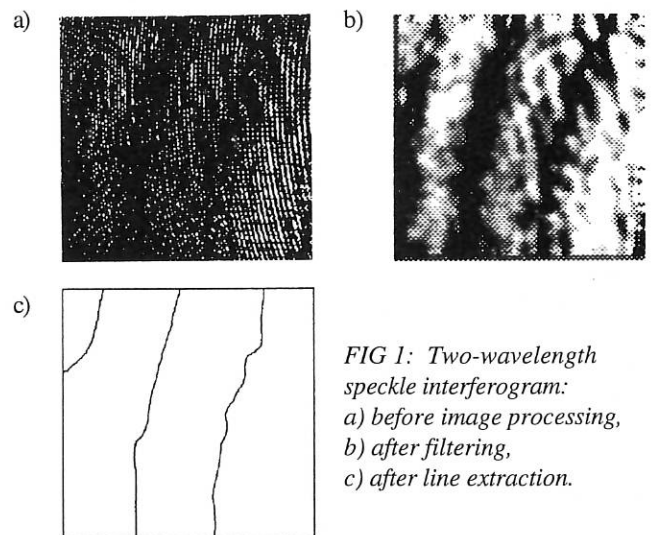 a)
b)
c)
FIG 1: Two-wavelength
speckle interferogram:
a) before image processing,
b) after filtering,
c) after line extraction.